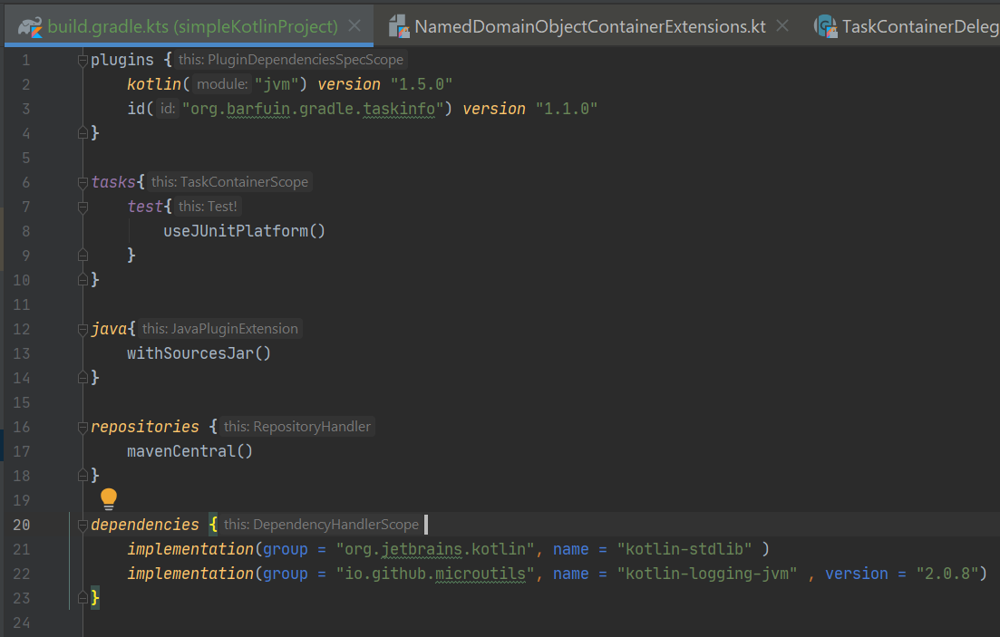 build.gradle.kts (simpleKotlinProject) NamedDomainObjectContainerExtensions.kt TaskContainerDeleg
1 plugins { this: PluginDependenciesSpecScope
2 kotlin( module: "jvm") version "1.5.0"
3 id( id: "org.barfuin.gradle.taskinfo") version "1.1.0"
4 }
5
6 tasks{ this: TaskContainerScope
7 test{ this: Test!
8 useJUnitPlatform()
9 }
10 }
11
12 java{ this: JavaPluginExtension
13 withSourcesJar()
14 }
15
16 repositories { this: RepositoryHandler
17 mavenCentral()
18 }
19
20 dependencies { this: DependencyHandlerScope
21 implementation(group = "org.jetbrains.kotlin", name = "kotlin-stdlib" )
22 implementation(group = "io.github.microutils", name = "kotlin-logging-jvm" , version = "2.0.8")
23 }
24